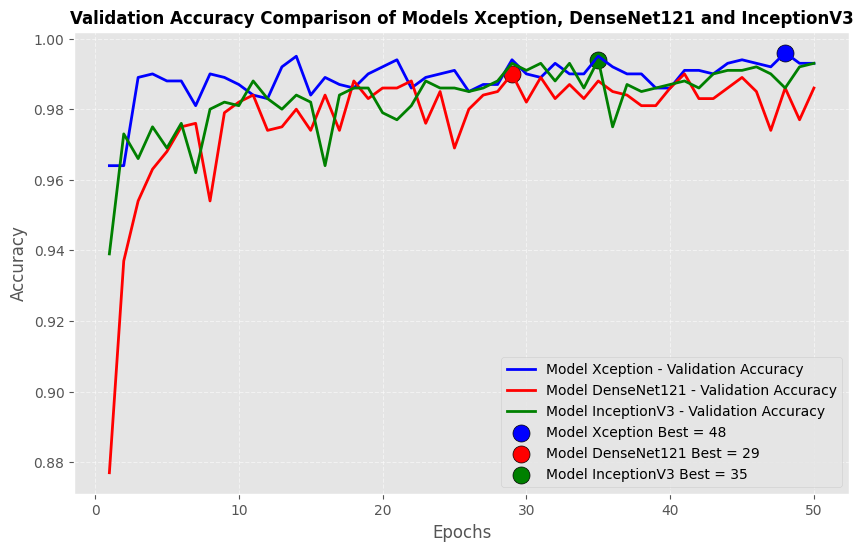 Validation Accuracy Comparison of Models Xception, DenseNet121 and InceptionV3
1.00
0.98
0.96
0.94
0.92
0.90
0.88
Accuracy
Model Xception - Validation Accuracy
Model DenseNet121 - Validation Accuracy
Model InceptionV3 - Validation Accuracy
Model Xception Best = 48
Model DenseNet121 Best = 29
Model InceptionV3 Best = 35
0 10 20 30 40 50
Epochs